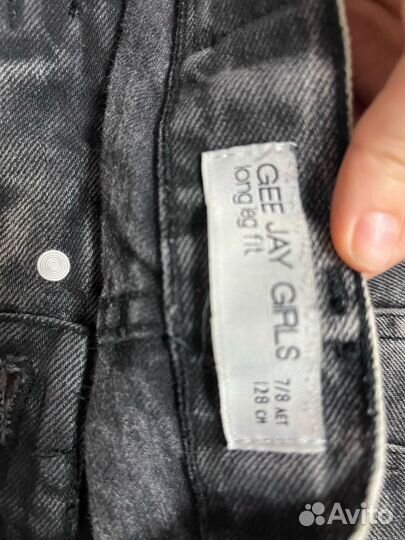 GEE JAY GIRLS
long leg fit
7/8 ЛЕТ
128 СМ
Avito